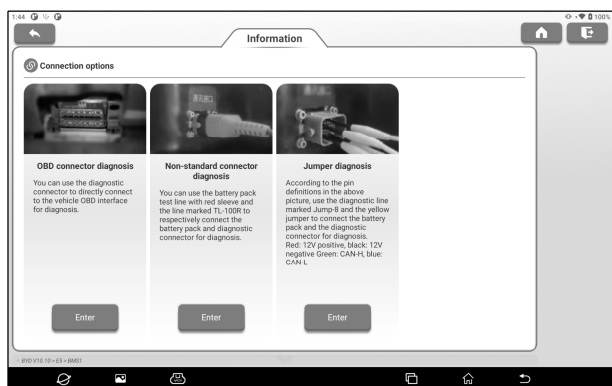 1:44
100%
Information
Connection options
通讯接口
OBD connector diagnosis
You can use the diagnostic
connector to directly connect
to the vehicle OBD interface
for diagnosis.
Enter
Non-standard connector
diagnosis
You can use the battery pack
test line with red sleeve and
the line marked TL-100R to
respectively connect the
battery pack and diagnostic
connector for diagnosis.
Enter
Jumper diagnosis
According to the pin
definitions in the above
picture, use the diagnostic line
marked Jump-8 and the yellow
jumper to connect the battery
pack and the diagnostic
connector for diagnosis.
Red: 12V positive, black: 12V
negative Green: CAN-H, blue:
CAN-L
Enter
BYD V10.10 > E5 > BMS1